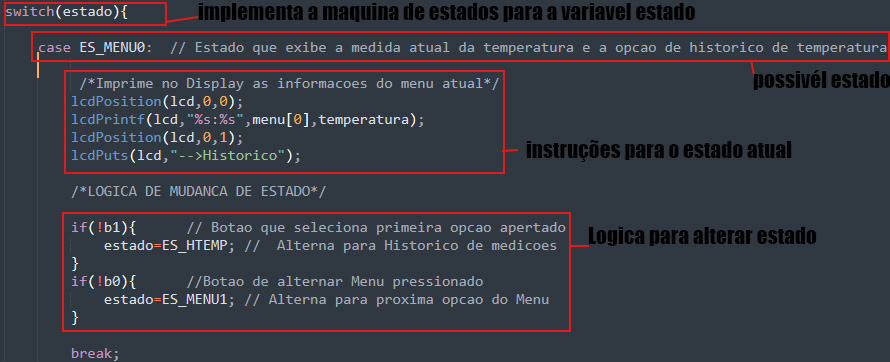 switch(estado){ implementa a maquina de estados para a variavel estado
case ES_MENU0: // Estado que exibe a medida atual da temperatura e a opcao de historico de temperatura
possivél estado
/*Imprime no Display as informacoes do menu atual*/
lcdPosition(lcd,0,0);
lcdPrintf(lcd,"%s:%s",menu[0],temperatura);
lcdPosition(lcd,0,1);
lcdPuts(lcd,"-->Historico");
instruções para o estado atual
/*LOGICA DE MUDANCA DE ESTADO*/
if(!b1){ // Botao que seleciona primeira opcao apertado
Logica para alterar estado
estado=ES_HTEMP; // Alterna para Historico de medicoes
}
if(!b0){ //Botao de alternar Menu pressionado
estado=ES_MENU1; // Alterna para proxima opcao do Menu
}
break;